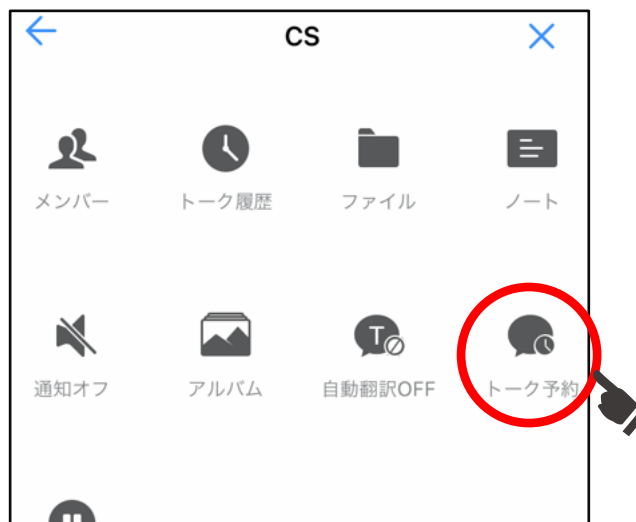 CS
メンバー
トーク履歴
ファイル
ノート
通知オフ
アルバム
自動翻訳OFF
トーク予約